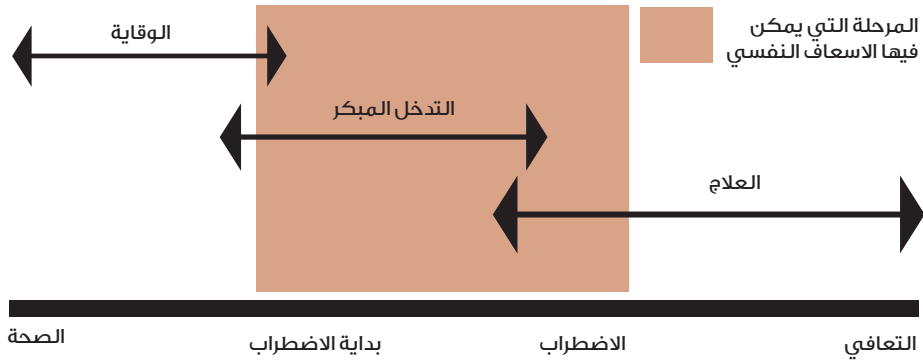 المرحلة التي يمكن
فيها الاسعاف النفسي
الوقاية
التدخل المبكر
العلاج
الصحة
بداية الاضطراب
الاضطراب
التعافي